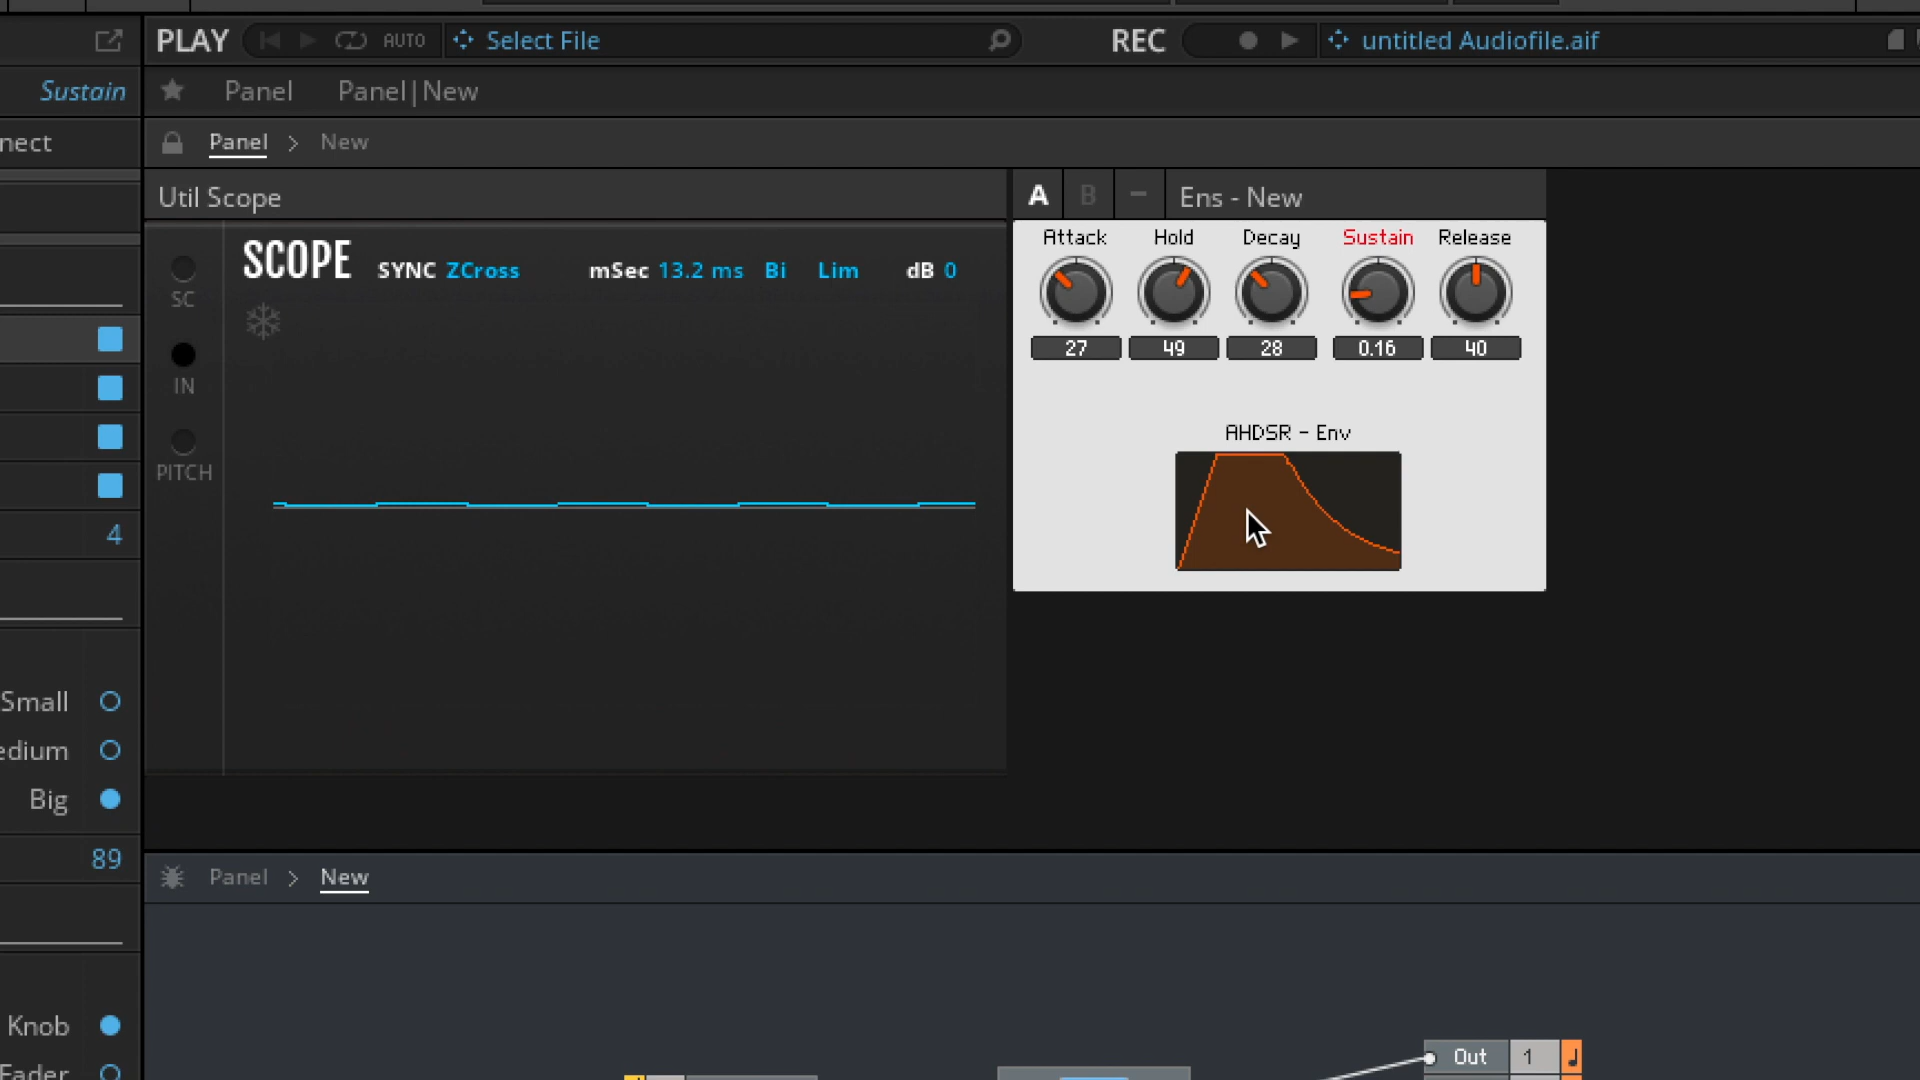 PLAY AUTO Select File REC untitled Audiofile.aif
Sustain Panel Panel|New
nect Panel > New
Util Scope A B - Ens - New
SCOPE SYNC ZCross mSec 13.2 ms Bi Lim dB 0
Attack Hold Decay Sustain Release
SC
27 49 28 0.16 40
IN
AHDSR - Env
PITCH
4
Small
edium
Big
89
Panel > New
Knob
Fader
Out 1